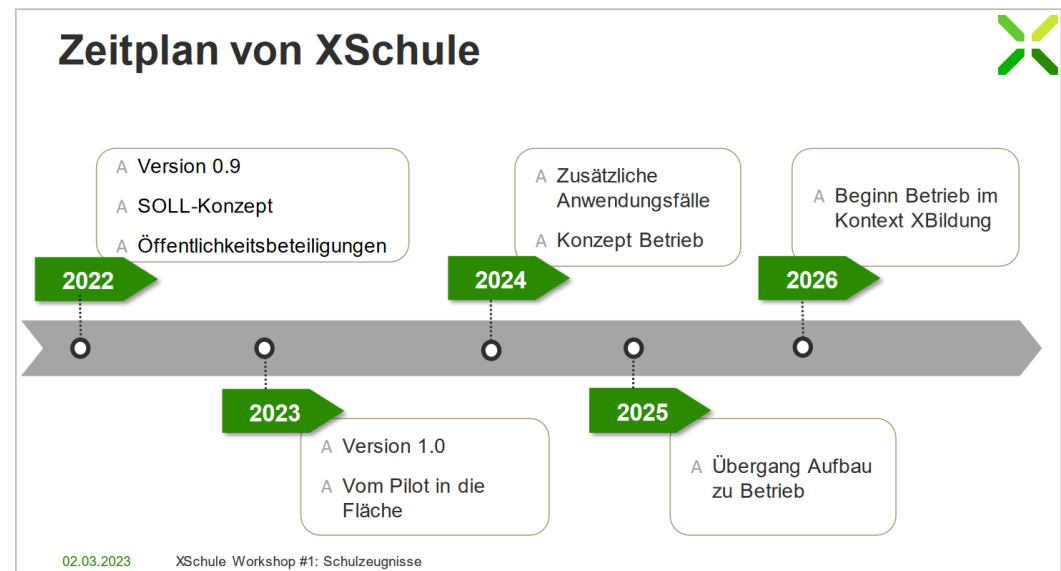 Zeitplan von XSchule
A Version 0.9
A SOLL-Konzept
A Öffentlichkeitsbeteiligungen
2022
A Version 1.0
A Vom Pilot in die
Fläche
2023
A Zusätzliche
Anwendungsfälle
A Konzept Betrieb
2024
A Übergang Aufbau
zu Betrieb
2025
A Beginn Betrieb im
Kontext XBildung
2026
02.03.2023 XSchule Workshop #1: Schulzeugnisse